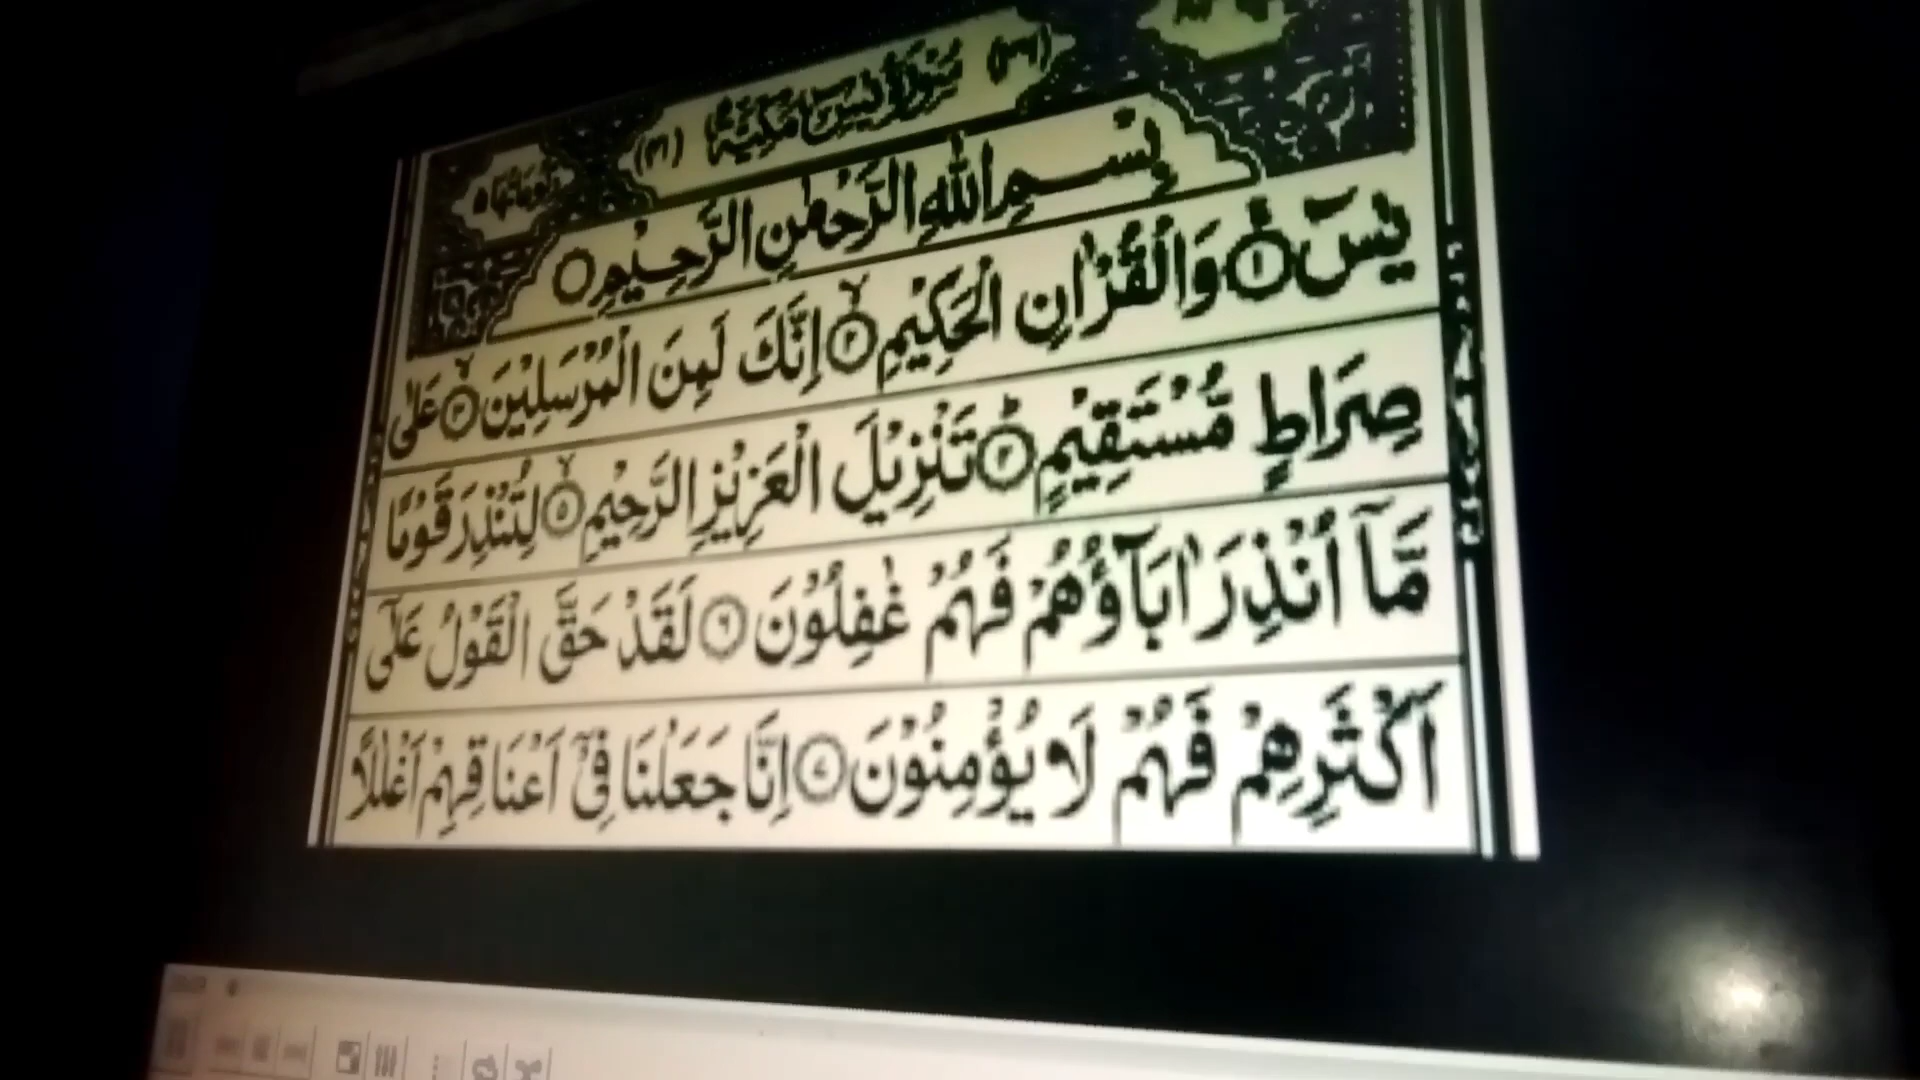 سُوْرَةُ يٰسٓ مَكِّيَّةٌ
بِسْمِ اللّٰهِ الرَّحْمٰنِ الرَّحِيْمِ
يٰسٓ ﴿١﴾ وَالْقُرْاٰنِ الْحَكِيْمِ ﴿٢﴾ اِنَّكَ لَمِنَ الْمُرْسَلِيْنَ ﴿٣﴾ عَلٰى
صِرَاطٍ مُّسْتَقِيْمٍ ﴿٤﴾ تَنْزِيْلَ الْعَزِيْزِ الرَّحِيْمِ ﴿٥﴾ لِتُنْذِرَ قَوْمًا
مَّآ اُنْذِرَ اٰبَآؤُهُمْ فَهُمْ غٰفِلُوْنَ ﴿٦﴾ لَقَدْ حَقَّ الْقَوْلُ عَلٰٓى
اَكْثَرِهِمْ فَهُمْ لَا يُؤْمِنُوْنَ ﴿٧﴾ اِنَّا جَعَلْنَا فِيْٓ اَعْنَاقِهِمْ اَغْلٰلًا